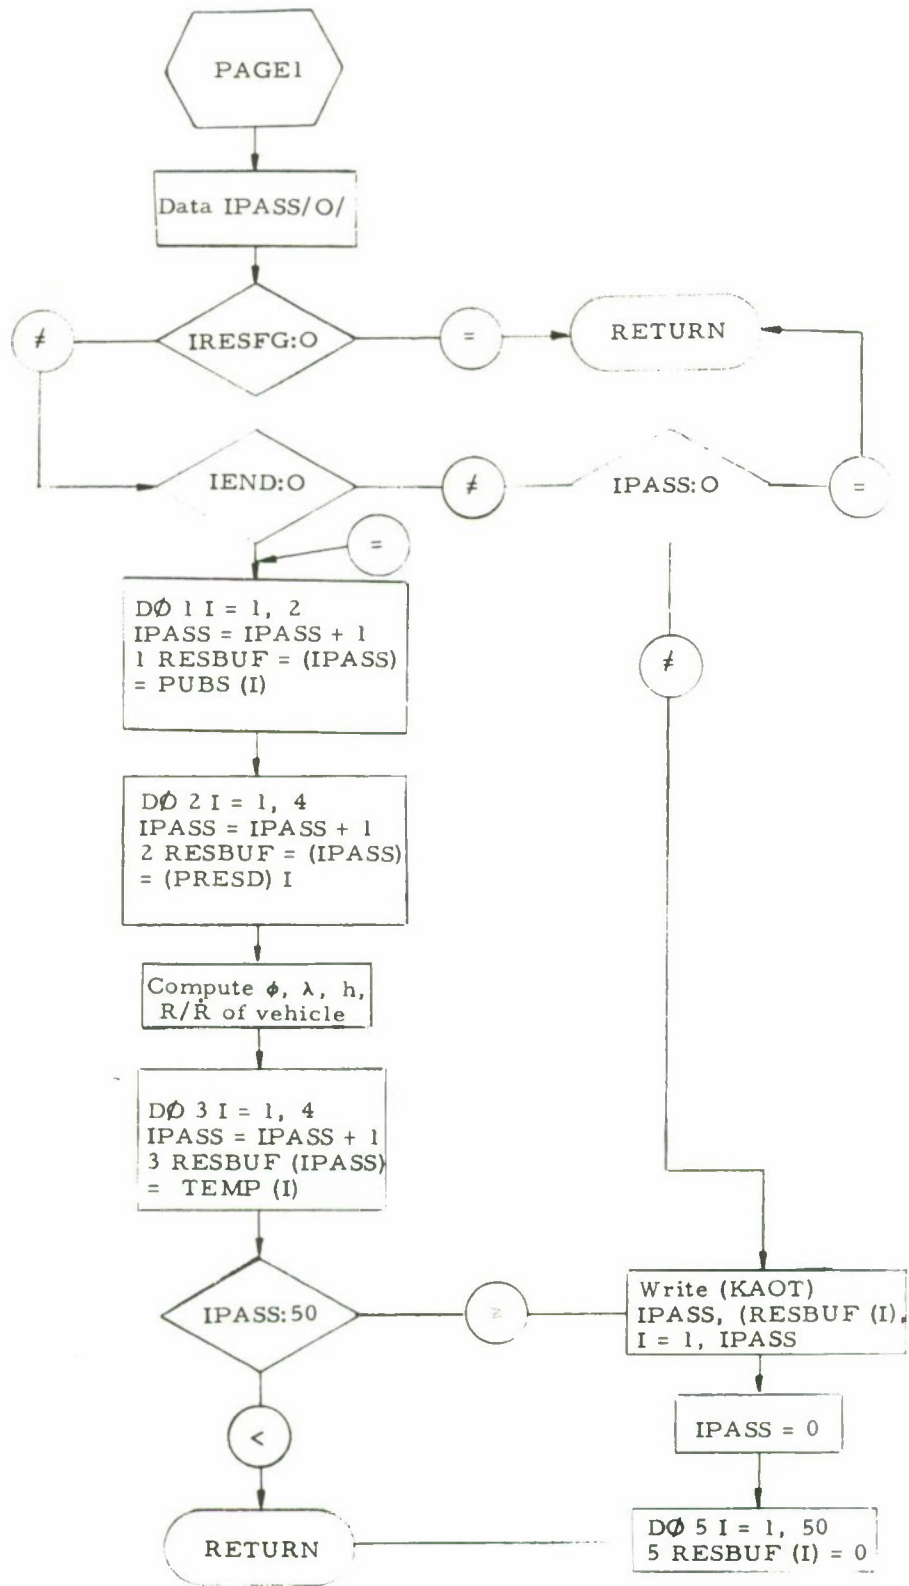 PAGE1
Data IPASS/O/
≠
IRESFG:O
=
RETURN
IEND:O
≠
IPASS:O
=
=
DØ 1 I = 1, 2
IPASS = IPASS + 1
1 RESBUF = (IPASS)
= PUBS (I)
≠
DØ 2 I = 1, 4
IPASS = IPASS + 1
2 RESBUF = (IPASS)
= (PRESD) I
Compute ϕ, λ, h,
R/Ṙ of vehicle
DØ 3 I = 1, 4
IPASS = IPASS + 1
3 RESBUF (IPASS)
= TEMP (I)
IPASS:50
Write (KAOT)
IPASS, (RESBUF (I),
I = 1, IPASS
<
IPASS = 0
RETURN
DØ 5 I = 1, 50
5 RESBUF (I) = 0